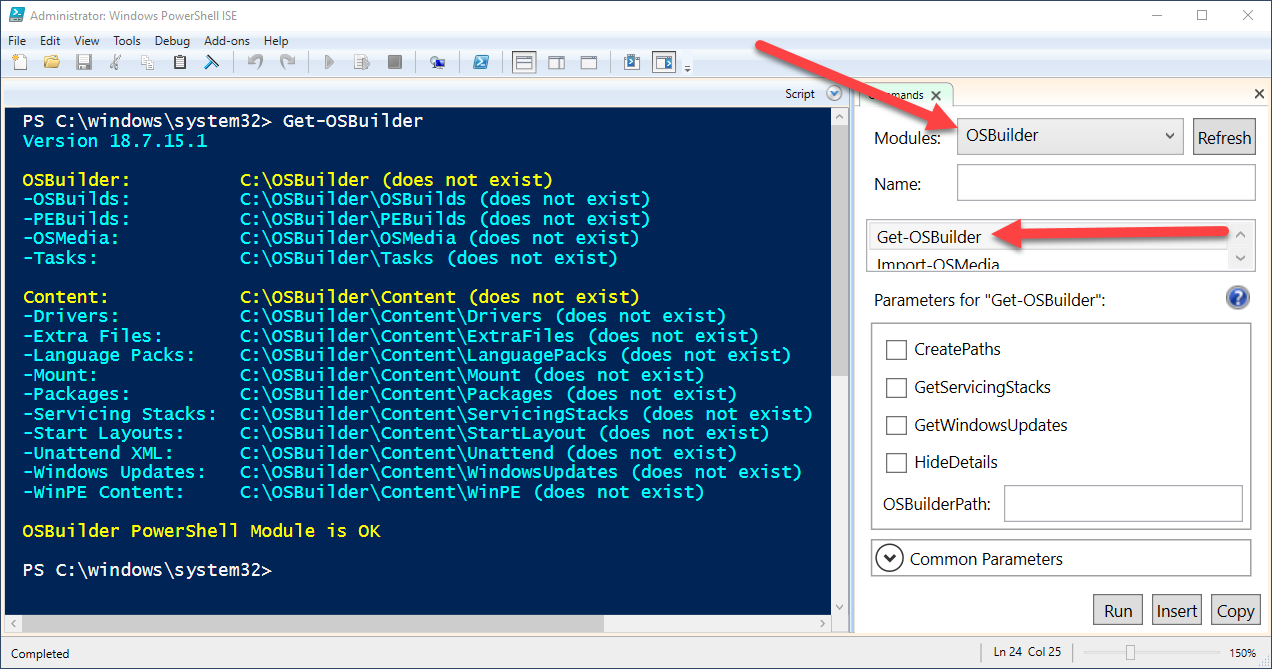 Administrator: Windows PowerShell ISE
File Edit View Tools Debug Add-ons Help
Script
PS C:\windows\system32> Get-OSBuilder
Version 18.7.15.1
OSBuilder: C:\OSBuilder (does not exist)
-OSBuilds: C:\OSBuilder\OSBuilds (does not exist)
-PEBuilds: C:\OSBuilder\PEBuilds (does not exist)
-OSMedia: C:\OSBuilder\OSMedia (does not exist)
-Tasks: C:\OSBuilder\Tasks (does not exist)
Content: C:\OSBuilder\Content (does not exist)
-Drivers: C:\OSBuilder\Content\Drivers (does not exist)
-Extra Files: C:\OSBuilder\Content\ExtraFiles (does not exist)
-Language Packs: C:\OSBuilder\Content\LanguagePacks (does not exist)
-Mount: C:\OSBuilder\Content\Mount (does not exist)
-Packages: C:\OSBuilder\Content\Packages (does not exist)
-Servicing Stacks: C:\OSBuilder\Content\ServicingStacks (does not exist)
-Start Layouts: C:\OSBuilder\Content\StartLayout (does not exist)
-Unattend XML: C:\OSBuilder\Content\Unattend (does not exist)
-Windows Updates: C:\OSBuilder\Content\WindowsUpdates (does not exist)
-WinPE Content: C:\OSBuilder\Content\WinPE (does not exist)
OSBuilder PowerShell Module is OK
PS C:\windows\system32>
Modules: OSBuilder Refresh
Name:
Get-OSBuilder
Import-OSMedia
Parameters for "Get-OSBuilder":
CreatePaths
GetServicingStacks
GetWindowsUpdates
HideDetails
OSBuilderPath:
Common Parameters
Run Insert Copy
Completed
Ln 24 Col 25
150%